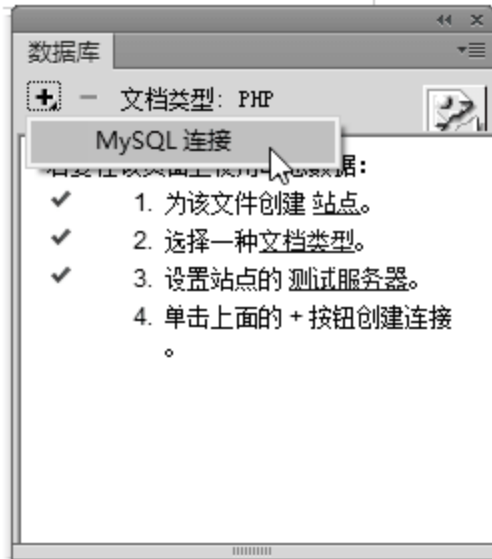 数据库
文档类型: PHP
MySQL 连接
数据:
1. 为该文件创建 站点。
2. 选择一种文档类型。
3. 设置站点的 测试服务器。
4. 单击上面的 + 按钮创建连接
。